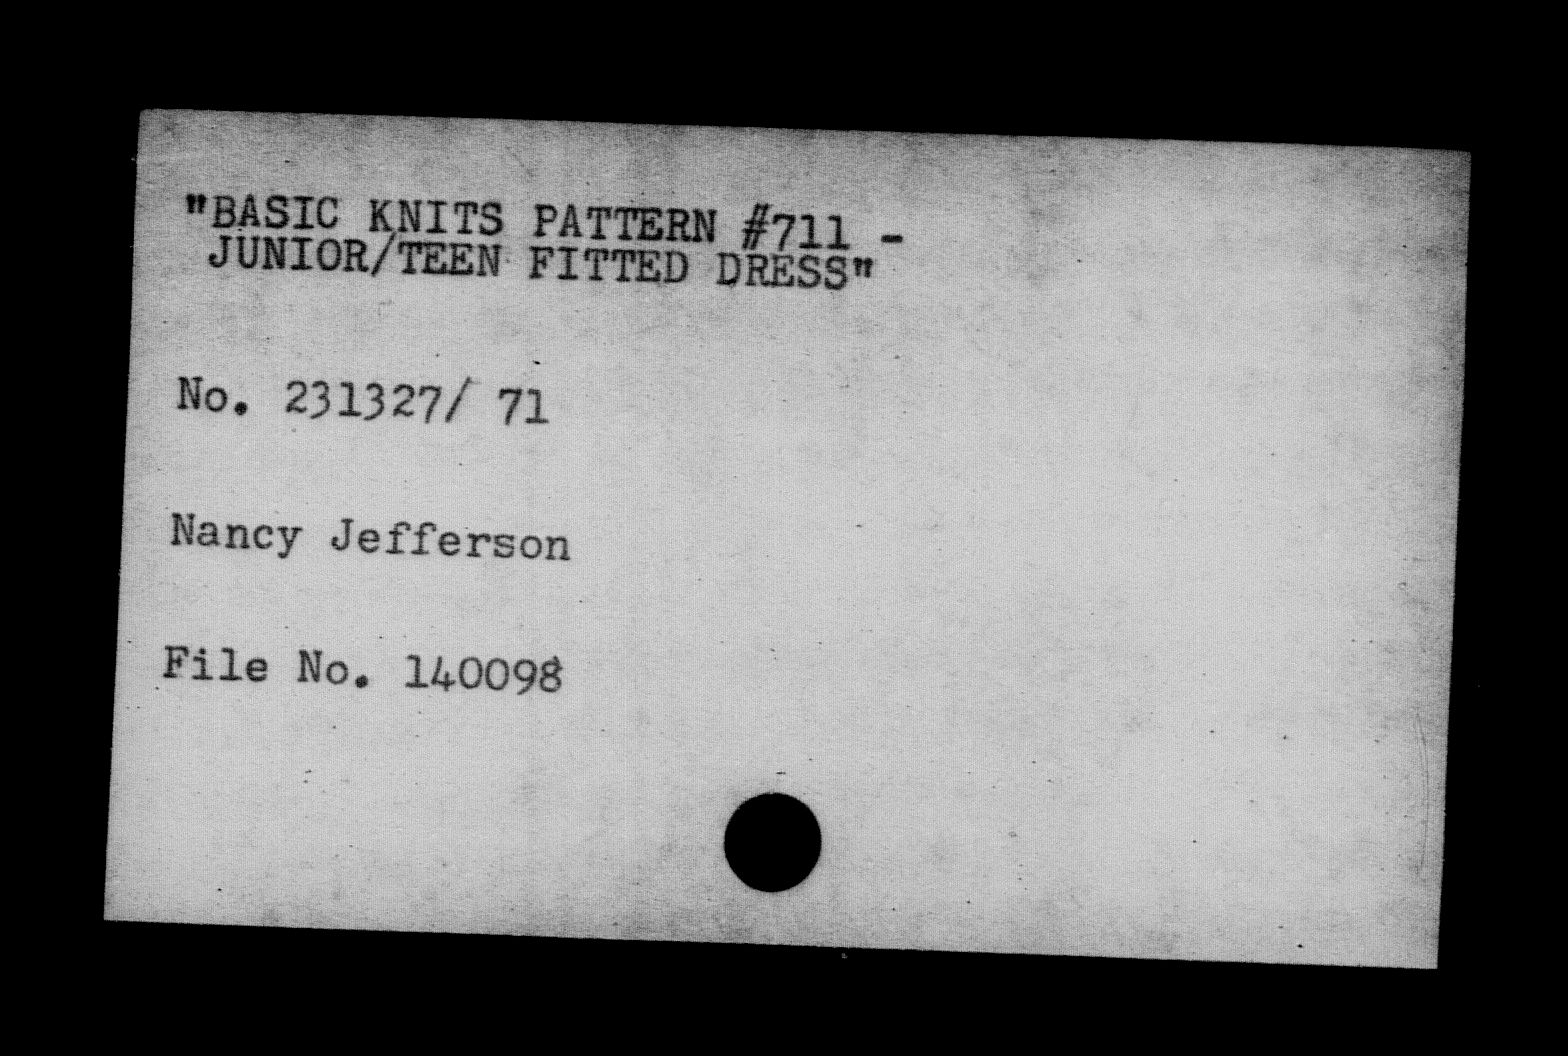 "BASIC KNITS PATTERN #711 -
JUNIOR/TEEN FITTED DRESS"
No. 231327/ 71
Nancy Jefferson
File No. 140098